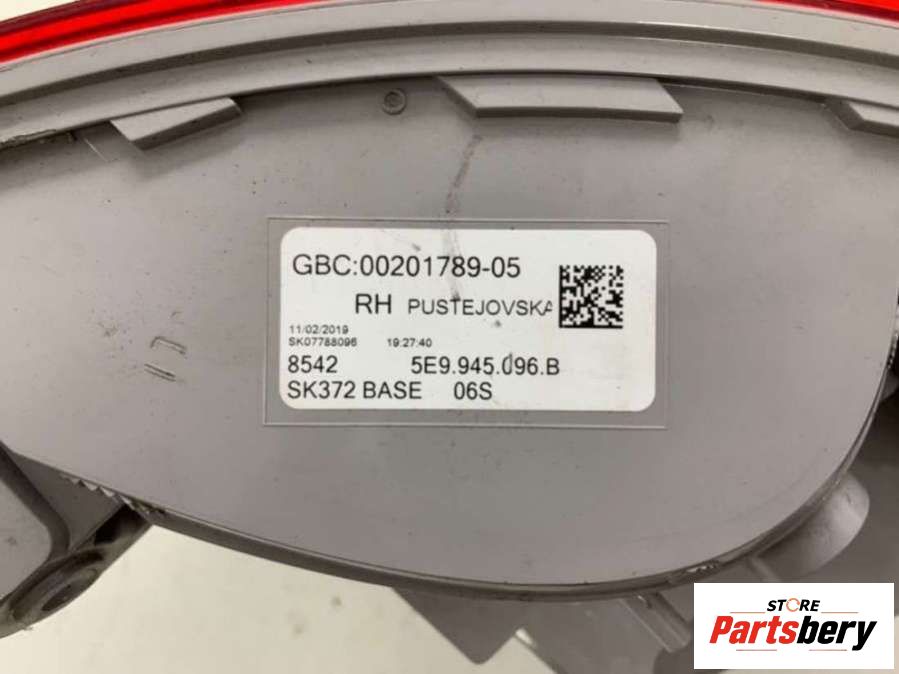 GBC:00201789-05
RH PUSTEJOVSKA
11/02/2019
SK07788096 19:27:40
8542 5E9.945.096.B
SK372 BASE 06S
STORE
Partsbery